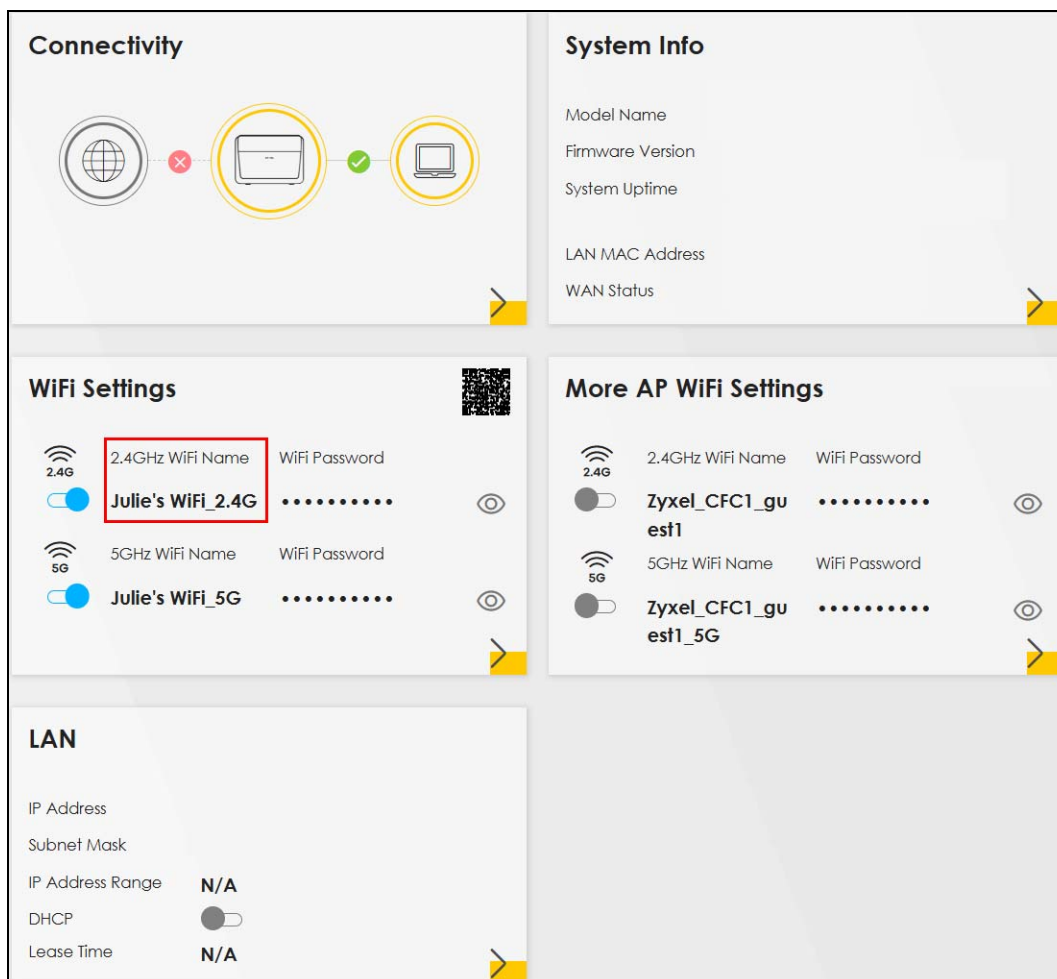 Connectivity
System Info
Model Name
Firmware Version
System Uptime
LAN MAC Address
WAN Status
WiFi Settings
2.4G
2.4GHz WiFi Name WiFi Password
Julie's WiFi_2.4G ••••••••••
5G
5GHz WiFi Name WiFi Password
Julie's WiFi_5G ••••••••••
More AP WiFi Settings
2.4G
2.4GHz WiFi Name WiFi Password
Zyxel_CFC1_gu ••••••••••
est1
5G
5GHz WiFi Name WiFi Password
Zyxel_CFC1_gu ••••••••••
est1_5G
LAN
IP Address
Subnet Mask
IP Address Range N/A
DHCP
Lease Time N/A